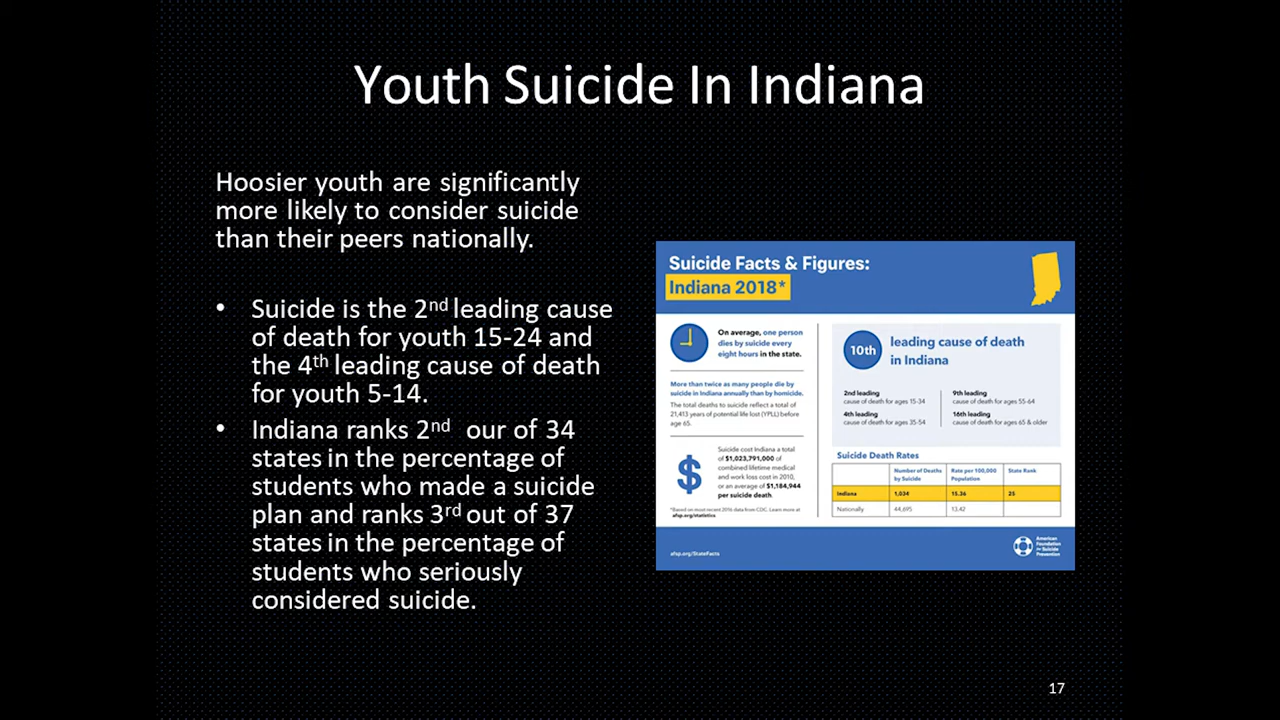 Youth Suicide In Indiana
Hoosier youth are significantly
more likely to consider suicide
than their peers nationally.
• Suicide is the 2nd leading cause
of death for youth 15-24 and
the 4th leading cause of death
for youth 5-14.
• Indiana ranks 2nd our of 34
states in the percentage of
students who made a suicide
plan and ranks 3rd out of 37
states in the percentage of
students who seriously
considered suicide.
Suicide Facts & Figures:
Indiana 2018*
On average, one person
dies by suicide every
eight hours in the state.
More than twice as many people die by
suicide in Indiana annually than by homicide.
The total deaths to suicide reflect a total of
21,413 years of potential life lost (YPLL) before
age 65.
$
Suicide cost Indiana a total
of $1,023,791,000 of
combined lifetime medical
and work loss cost in 2010,
or an average of $1,184,944
per suicide death.
*Based on most recent 2016 data from CDC. Learn more at
afsp.org/statistics
10th
leading cause of death
in Indiana
2nd leading
cause of death for ages 15-34
4th leading
cause of death for ages 35-54
9th leading
cause of death for ages 55-64
16th leading
cause of death for ages 65 & older
Suicide Death Rates
Number of Deaths
by Suicide
Rate per 100,000
Population
State Rank
Indiana 1,034 15.36 25
Nationally 44,695 13.42
afsp.org/StateFacts
American
Foundation
for Suicide
Prevention
17